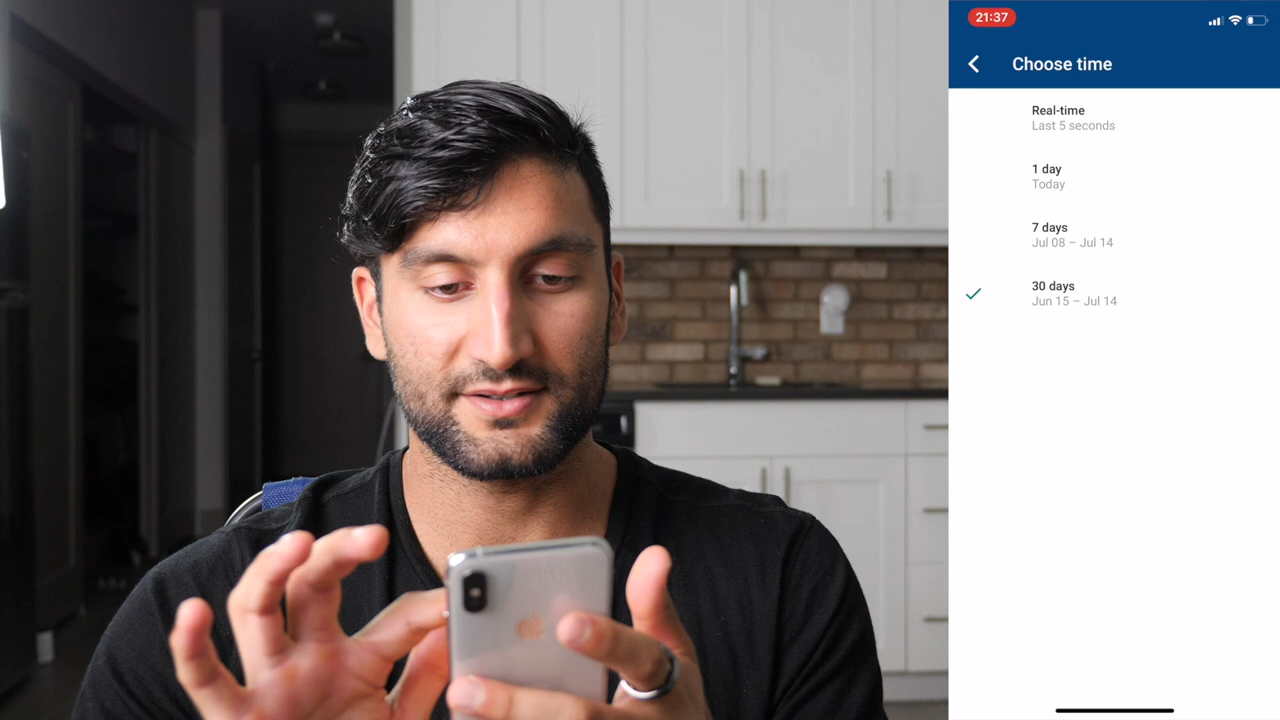 21:37
Choose time
Real-time
Last 5 seconds
1 day
Today
7 days
Jul 08 – Jul 14
30 days
Jun 15 – Jul 14